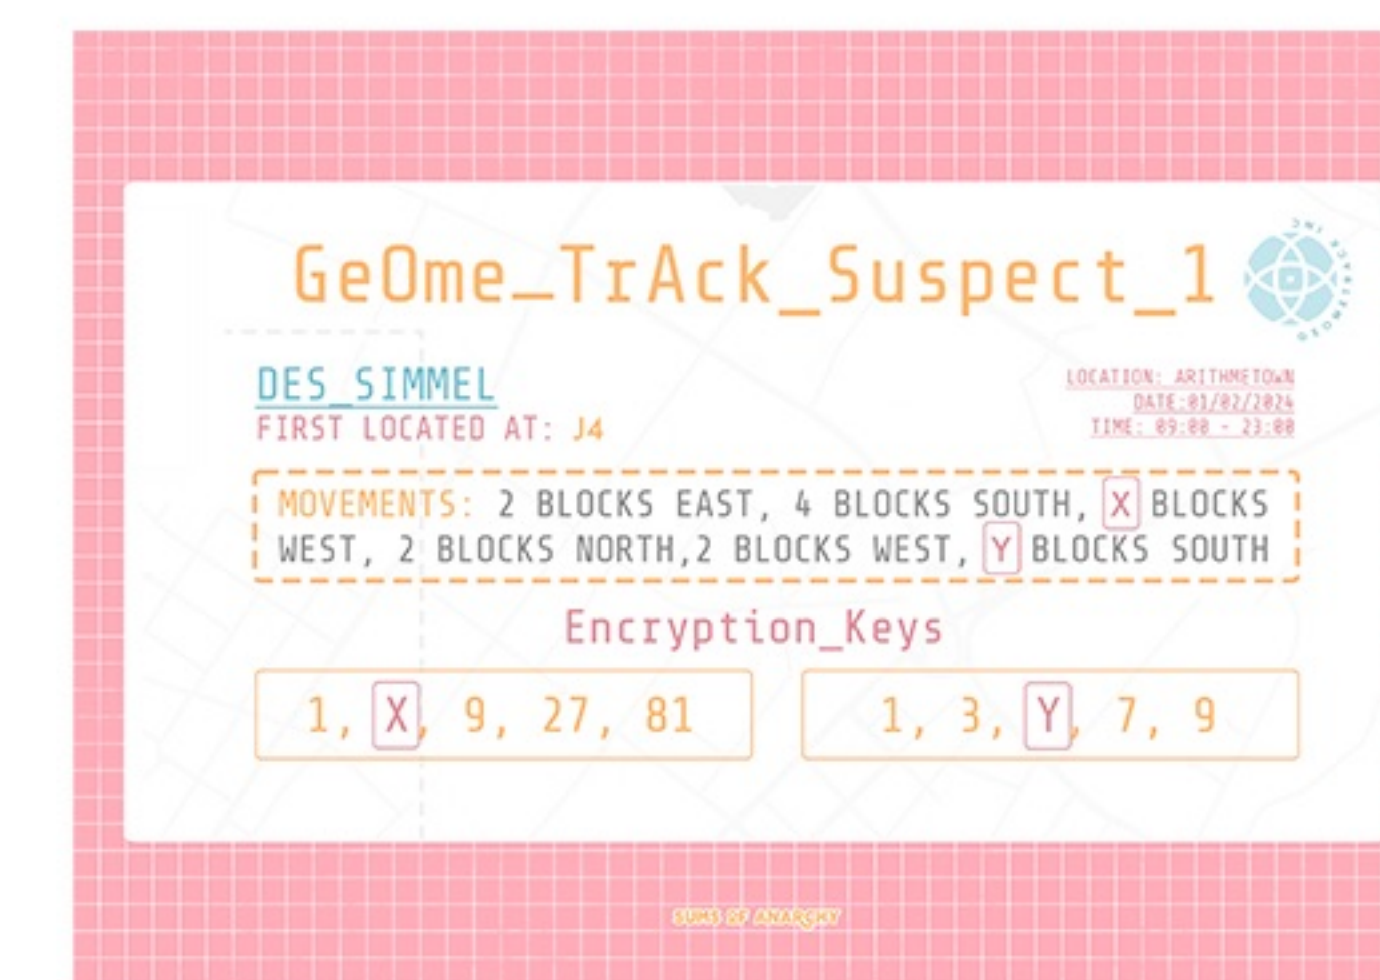 GeOme_TrAck_Suspect_1
DES_SIMMEL
FIRST LOCATED AT: J4
LOCATION: ARITHMETOWN
DATE:01/02/2024
TIME: 09:00 - 23:00
MOVEMENTS: 2 BLOCKS EAST, 4 BLOCKS SOUTH, X BLOCKS
WEST, 2 BLOCKS NORTH,2 BLOCKS WEST, Y BLOCKS SOUTH
Encryption_Keys
1, X, 9, 27, 81
1, 3, Y, 7, 9
SUMS OF ANARCHY